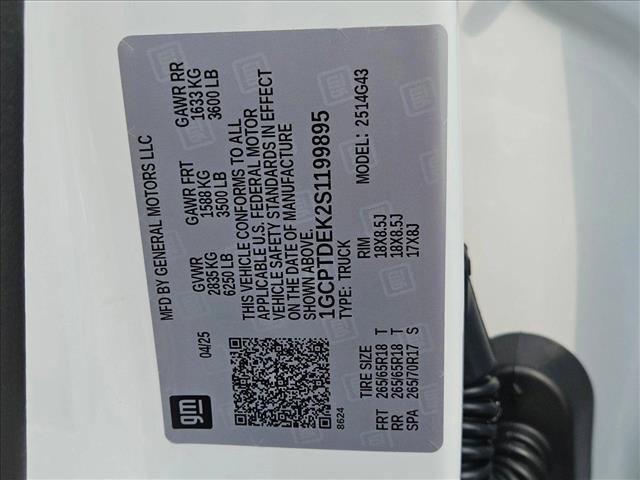 MFD BY GENERAL MOTORS LLC
04/25
GVWR GAWR FRT GAWR RR
2835 KG 1588 KG 1633 KG
6250 LB 3500 LB 3600 LB
THIS VEHICLE CONFORMS TO ALL
APPLICABLE U.S. FEDERAL MOTOR
VEHICLE SAFETY STANDARDS IN EFFECT
ON THE DATE OF MANUFACTURE
SHOWN ABOVE.
1GCPTDEK2S1199895
TYPE: TRUCK MODEL: 2514G43
gm
8624
TIRE SIZE RIM
FRT 265/65R18 T 18X8.5J
RR 265/65R18 T 18X8.5J
SPA 265/70R17 S 17X8J